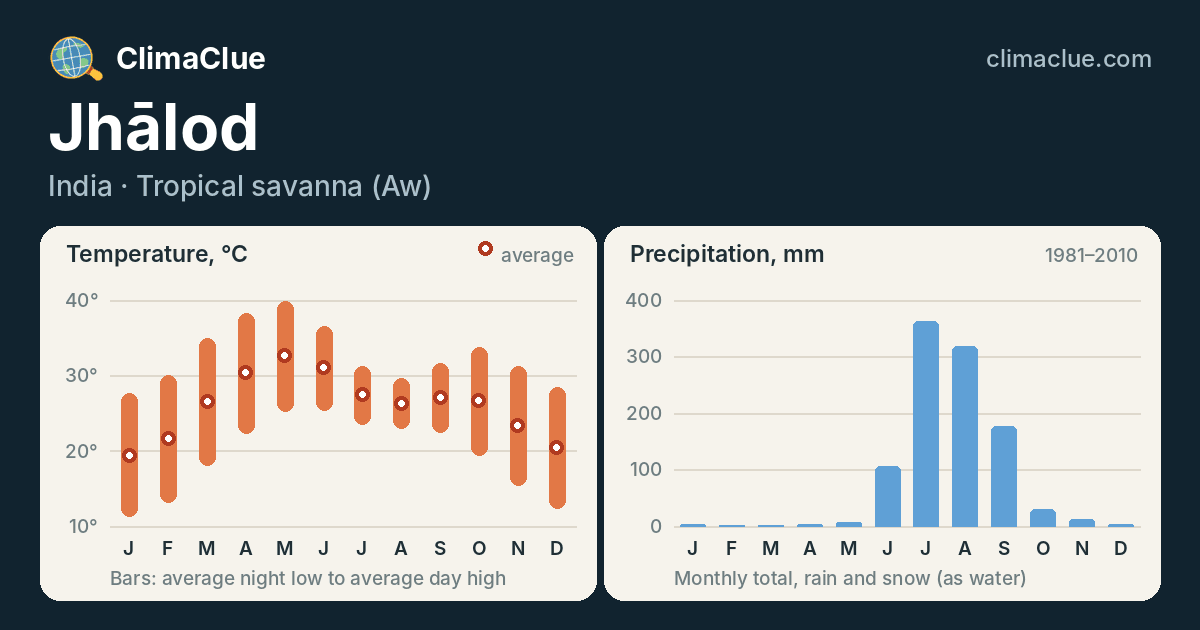 ClimaClue
climaclue.com
Jhālod
India · Tropical savanna (Aw)
Temperature, °C
average
40°
30°
20°
10°
J F M A M J J A S O N D
Bars: average night low to average day high
Precipitation, mm
1981–2010
400
300
200
100
0
J F M A M J J A S O N D
Monthly total, rain and snow (as water)